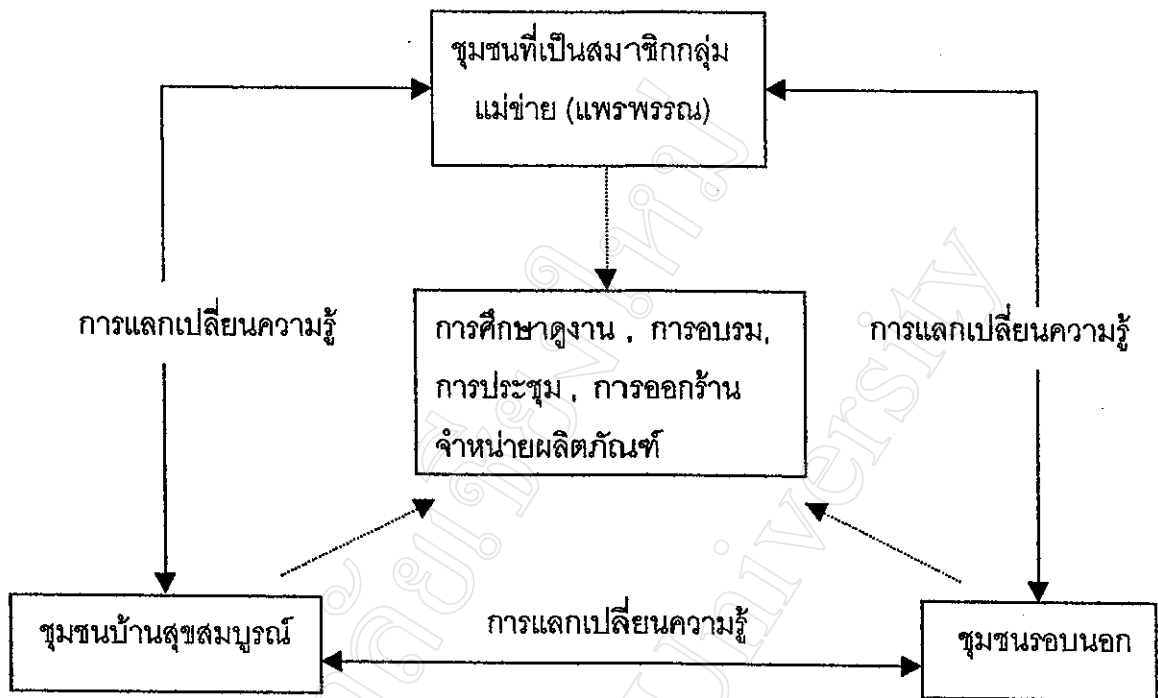 ชุมชนที่เป็นสมาชิกกลุ่ม
แม่ข่าย (แพรพรรณ)
การแลกเปลี่ยนความรู้
การศึกษาดูงาน , การอบรม,
การประชุม , การออกร้าน
จำหน่ายผลิตภัณฑ์
การแลกเปลี่ยนความรู้
ชุมชนบ้านสุขสมบูรณ์
การแลกเปลี่ยนความรู้
ชุมชนรอบนอก
University